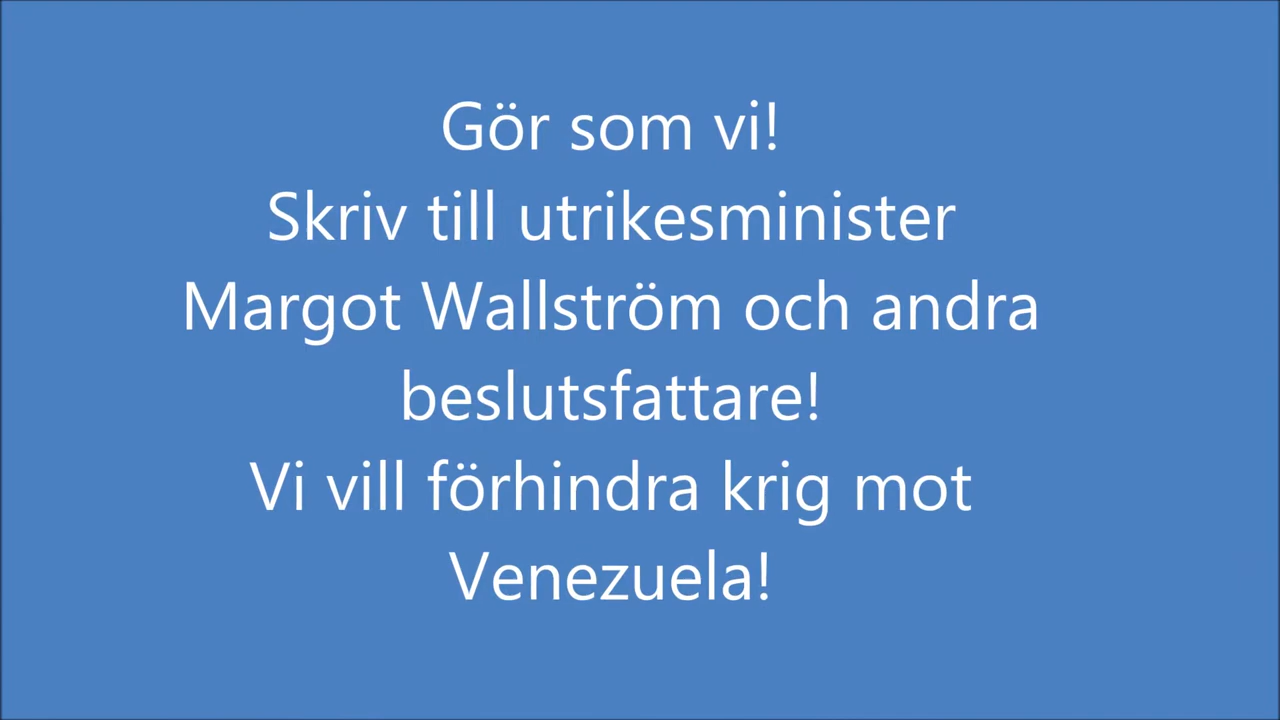 Gör som vi!
Skriv till utrikesminister
Margot Wallström och andra
beslutsfattare!
Vi vill förhindra krig mot
Venezuela!